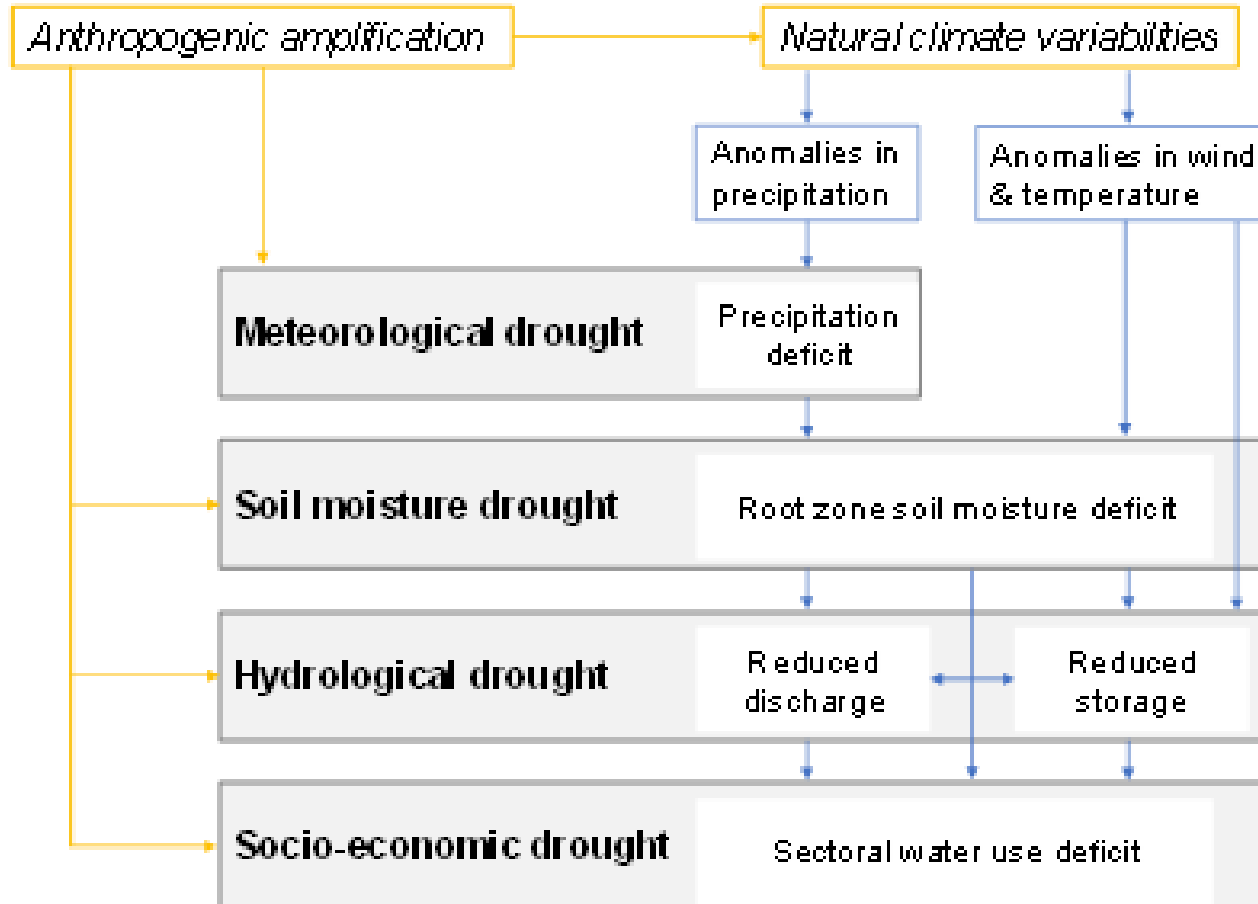 Anthropogenic amplification
Natural climate variabilities
Anomalies in
precipitation
Anomalies in wind
& temperature
Meteorological drought
Precipitation
deficit
Soil moisture drought
Root zone soil moisture deficit
Hydrological drought
Reduced
discharge
Reduced
storage
Socio-economic drought
Sectoral water use deficit